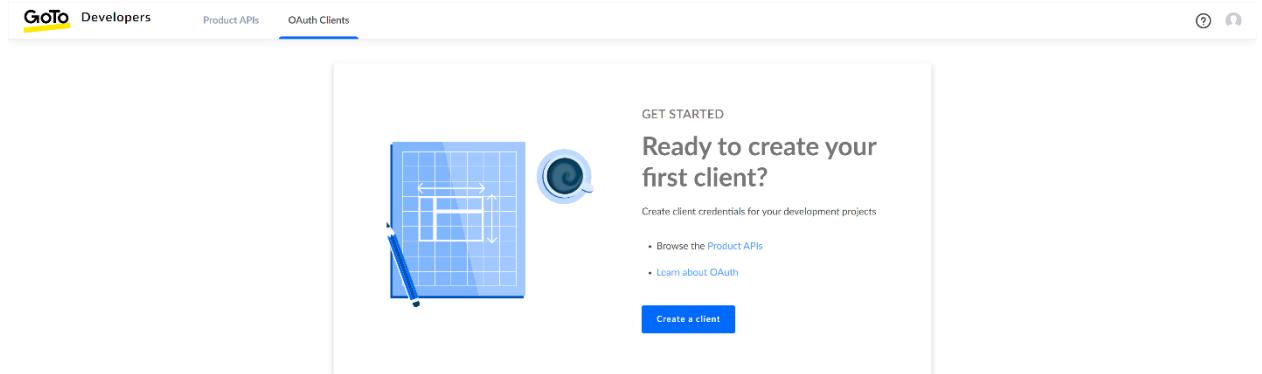 GoTo Developers Product APIs OAuth Clients
GET STARTED
Ready to create your
first client?
Create client credentials for your development projects
• Browse the Product APIs
• Learn about OAuth
Create a client